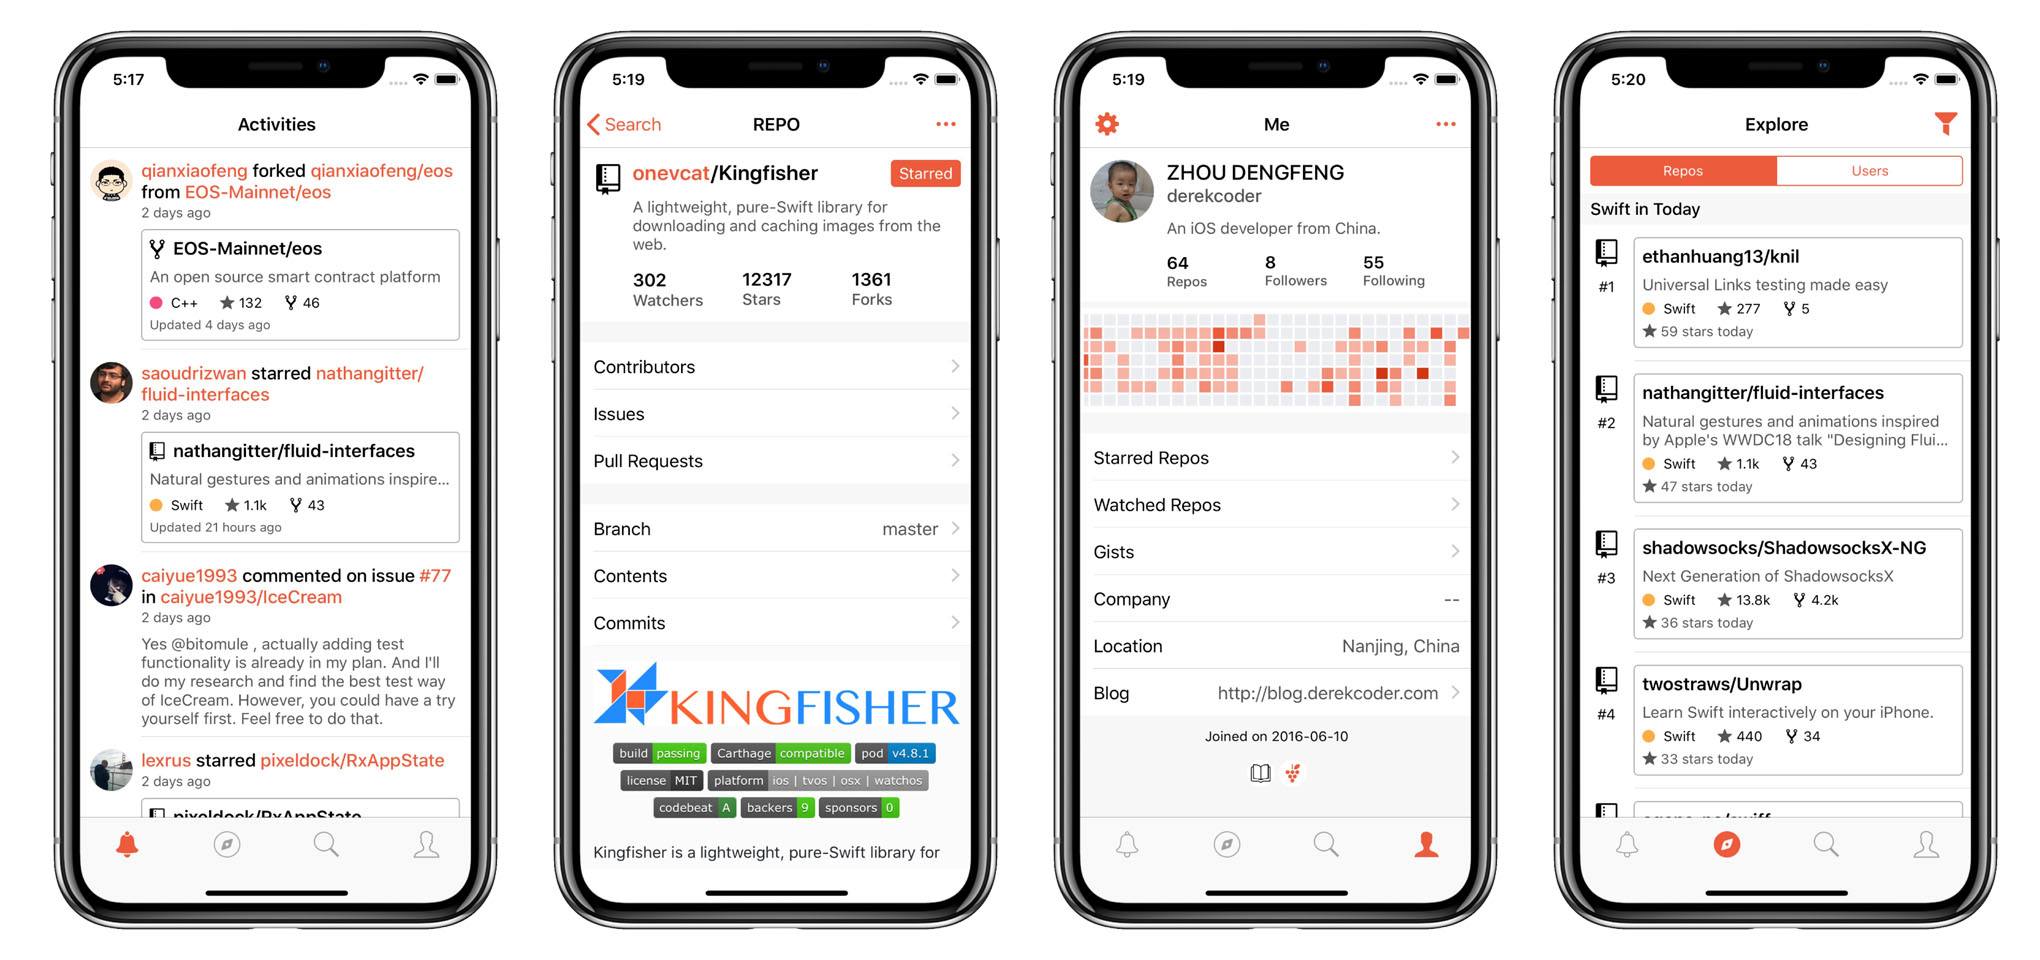 5:17
Activities
qianxiaofeng forked qianxiaofeng/eos
from EOS-Mainnet/eos
2 days ago
EOS-Mainnet/eos
An open source smart contract platform
C++ 132 46
Updated 4 days ago
saoudrizwan starred nathangitter/
fluid-interfaces
2 days ago
nathangitter/fluid-interfaces
Natural gestures and animations inspire...
Swift 1.1k 43
Updated 21 hours ago
caiyue1993 commented on issue #77
in caiyue1993/IceCream
2 days ago
Yes @bitomule , actually adding test
functionality is already in my plan. And I'll
do my research and find the best test way
of IceCream. However, you could have a try
yourself first. Feel free to do that.
lexrus starred pixeldock/RxAppState
2 days ago
pixeldock/RxAppState
5:19
Search REPO
onevcat/Kingfisher Starred
A lightweight, pure-Swift library for
downloading and caching images from the
web.
302 12317 1361
Watchers Stars Forks
Contributors
Issues
Pull Requests
Branch master
Contents
Commits
KINGFISHER
build passing Carthage compatible pod v4.8.1
license MIT platform ios | tvos | osx | watchos
codebeat A backers 9 sponsors 0
Kingfisher is a lightweight, pure-Swift library for
5:19
Me
ZHOU DENGFENG
derekcoder
An iOS developer from China.
64 8 55
Repos Followers Following
Starred Repos
Watched Repos
Gists
Company --
Location Nanjing, China
Blog http://blog.derekcoder.com
Joined on 2016-06-10
5:20
Explore
Repos Users
Swift in Today
ethanhuang13/knil
#1
Universal Links testing made easy
Swift 277 5
59 stars today
nathangitter/fluid-interfaces
#2
Natural gestures and animations inspired
by Apple's WWDC18 talk "Designing Flui...
Swift 1.1k 43
47 stars today
shadowsocks/ShadowsocksX-NG
#3
Next Generation of ShadowsocksX
Swift 13.8k 4.2k
36 stars today
twostraws/Unwrap
#4
Learn Swift interactively on your iPhone.
Swift 440 34
33 stars today